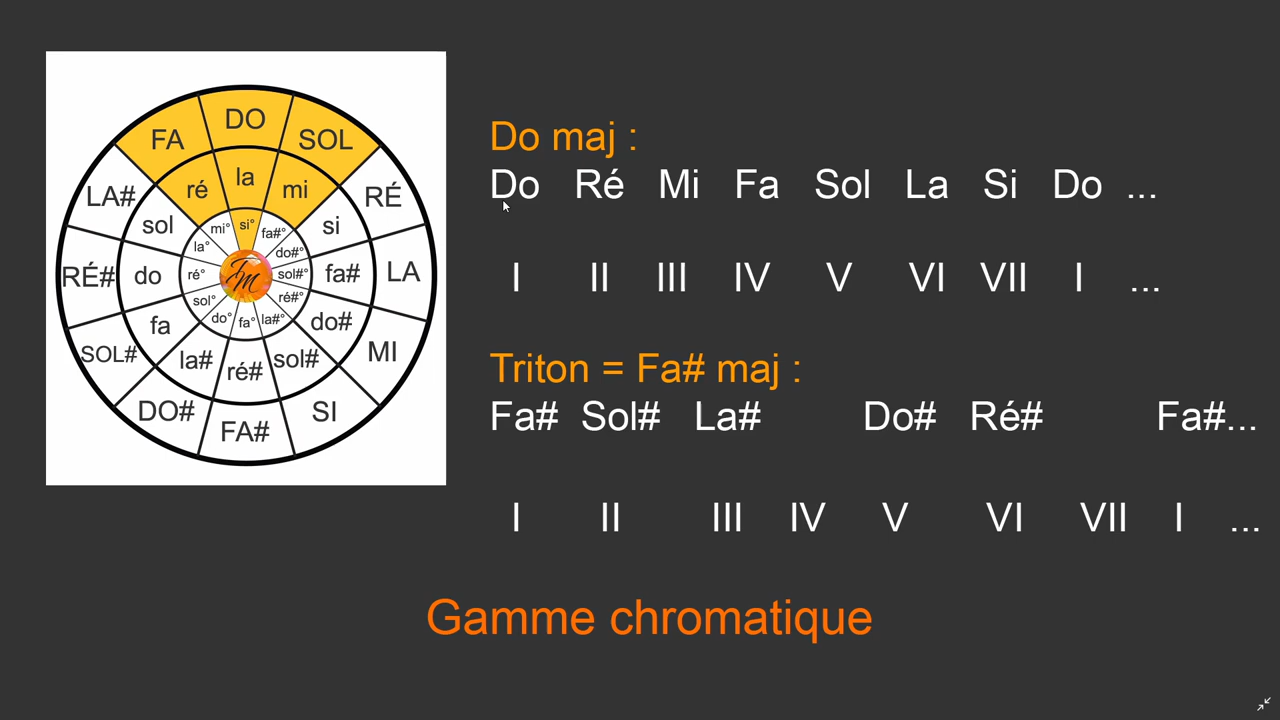 DO
FA
SOL
LA#
RÉ
RÉ#
LA
SOL#
MI
DO#
SI
FA#
la
ré
mi
sol
si
do
fa#
fa
do#
la#
sol#
ré#
si°
mi°
fa#°
la°
do#°
ré°
sol#°
sol°
ré#°
do°
la#°
fa°
Do maj :
Do Ré Mi Fa Sol La Si Do ...
I II III IV V VI VII I ...
Triton = Fa# maj :
Fa# Sol# La# Do# Ré# Fa#...
I II III IV V VI VII I ...
Gamme chromatique